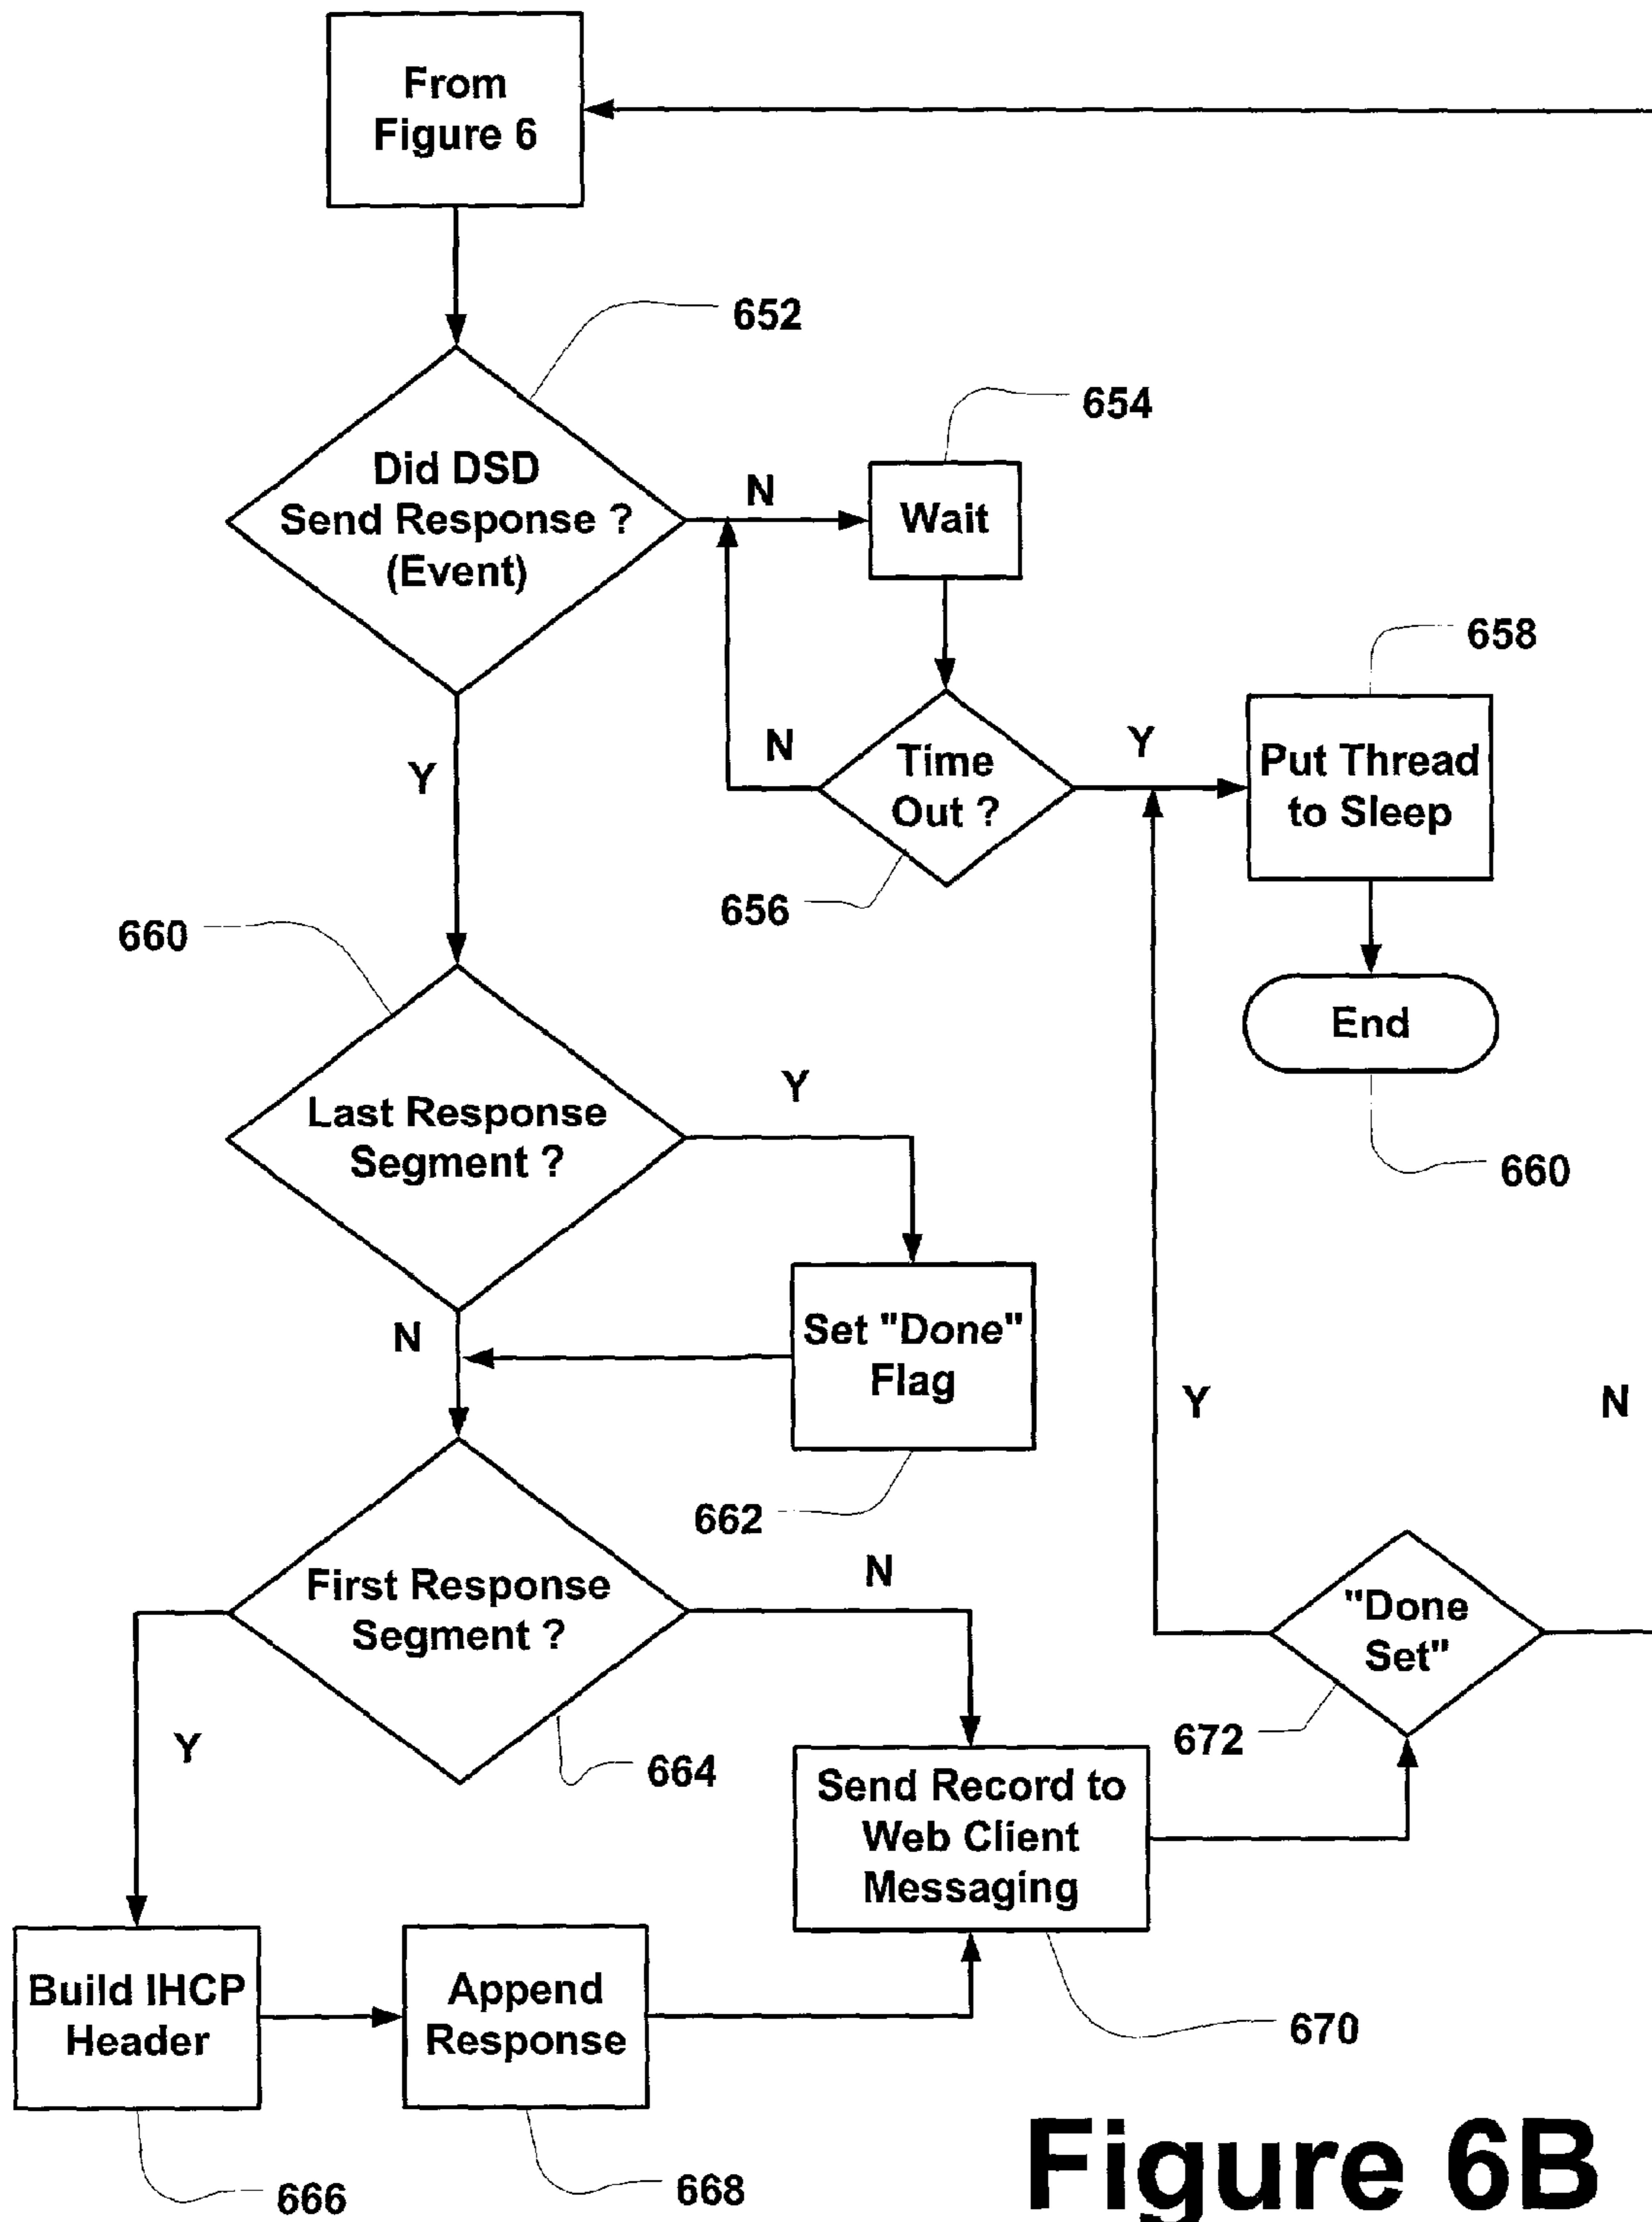 From
Figure 6
652
Did DSD
Send Response ?
(Event)
N
654
Wait
Y
N
Time
Out ?
656
Y
658
Put Thread
to Sleep
End
660
660
Last Response
Segment ?
Y
N
Set "Done"
Flag
662
Y
N
First Response
Segment ?
N
Y
664
"Done
Set"
672
Send Record to
Web Client
Messaging
670
Build IHCP
Header
666
Append
Response
668
Figure 6B